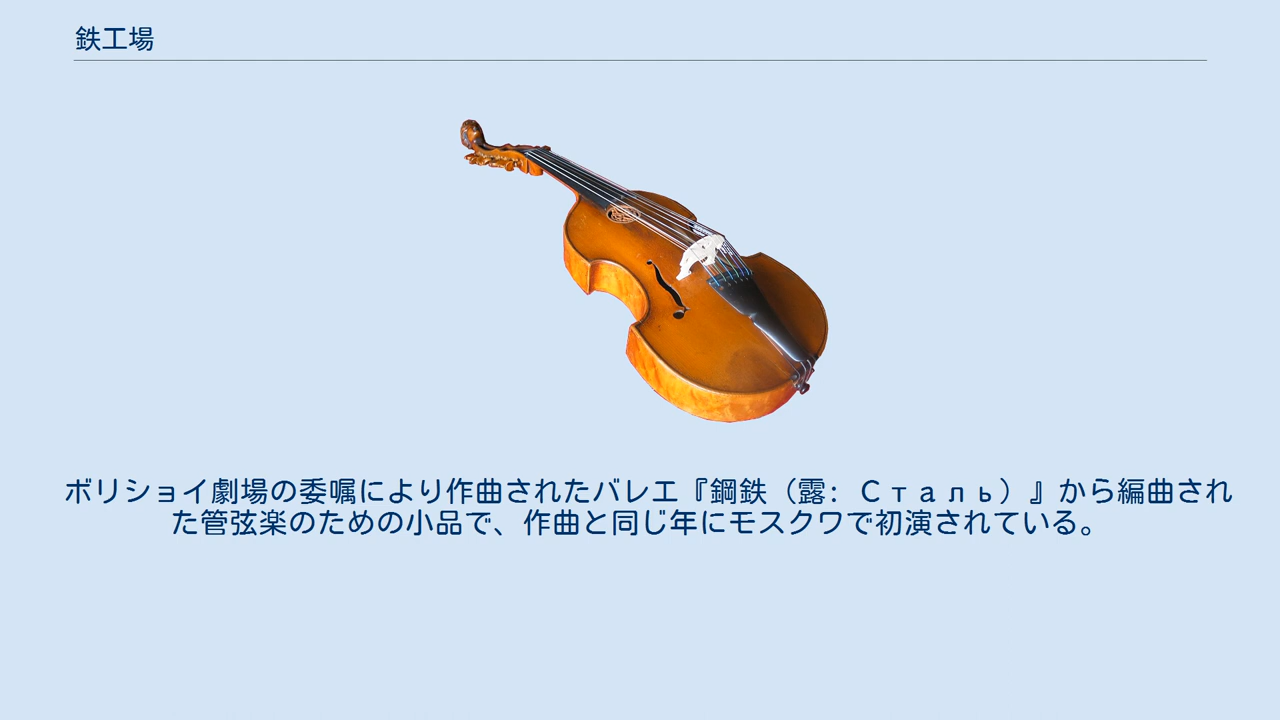 鉄工場
ボリショイ劇場の委嘱により作曲されたバレエ『鋼鉄（露: Ｓталь）』から編曲され
た管弦楽のための小品で、作曲と同じ年にモスクワで初演されている。